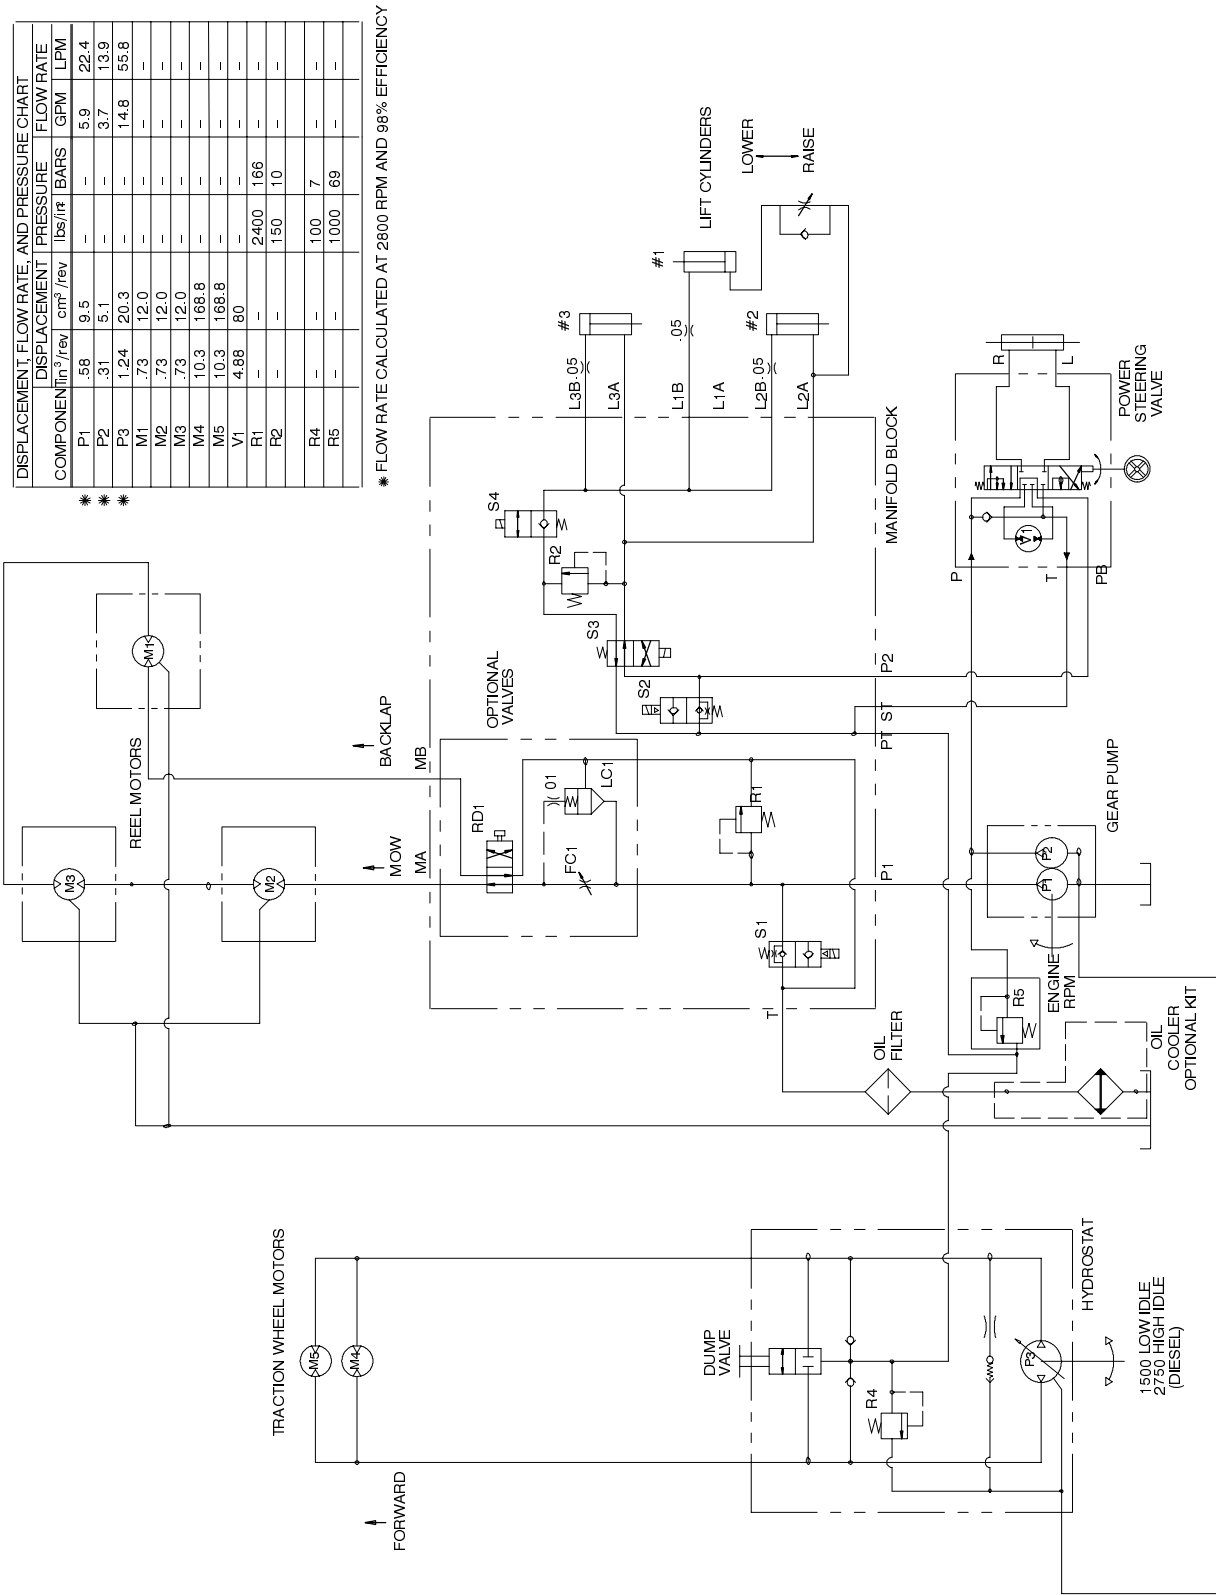 DISPLACEMENT, FLOW RATE, AND PRESSURE CHART
DISPLACEMENT PRESSURE FLOW RATE
COMPONENT in³/rev cm³/rev lbs/in² BARS GPM LPM
✱ P1 .58 9.5 – – 5.9 22.4
✱ P2 .31 5.1 – – 3.7 13.9
✱ P3 1.24 20.3 – – 14.8 55.8
M1 .73 12.0 – – – –
M2 .73 12.0 – – – –
M3 .73 12.0 – – – –
M4 10.3 168.8 – – – –
M5 10.3 168.8 – – – –
V1 4.88 80 – – – –
R1 – – 2400 166 – –
R2 – – 150 10 – –
R4 – – 100 7 – –
R5 – – 1000 69 – –
✱ FLOW RATE CALCULATED AT 2800 RPM AND 98% EFFICIENCY
REEL MOTORS
M3
M2
M1
MOW
BACKLAP
MA
MB
OPTIONAL
VALVES
RD1
FC1
.01
LC1
S1
R1
S2
S3
R2
S4
T
P1
PT
ST
P2
MANIFOLD BLOCK
L3B
.05
L3A
L1B
.05
L1A
L2B
.05
L2A
#3
#1
#2
LIFT CYLINDERS
LOWER
RAISE
OIL
FILTER
R5
ENGINE
RPM
OIL
COOLER
OPTIONAL KIT
P1
P2
GEAR PUMP
P
T
PB
V1
R
L
POWER
STEERING
VALVE
TRACTION WHEEL MOTORS
M5
M4
FORWARD
DUMP
VALVE
R4
P3
HYDROSTAT
1500 LOW IDLE
2750 HIGH IDLE
(DIESEL)